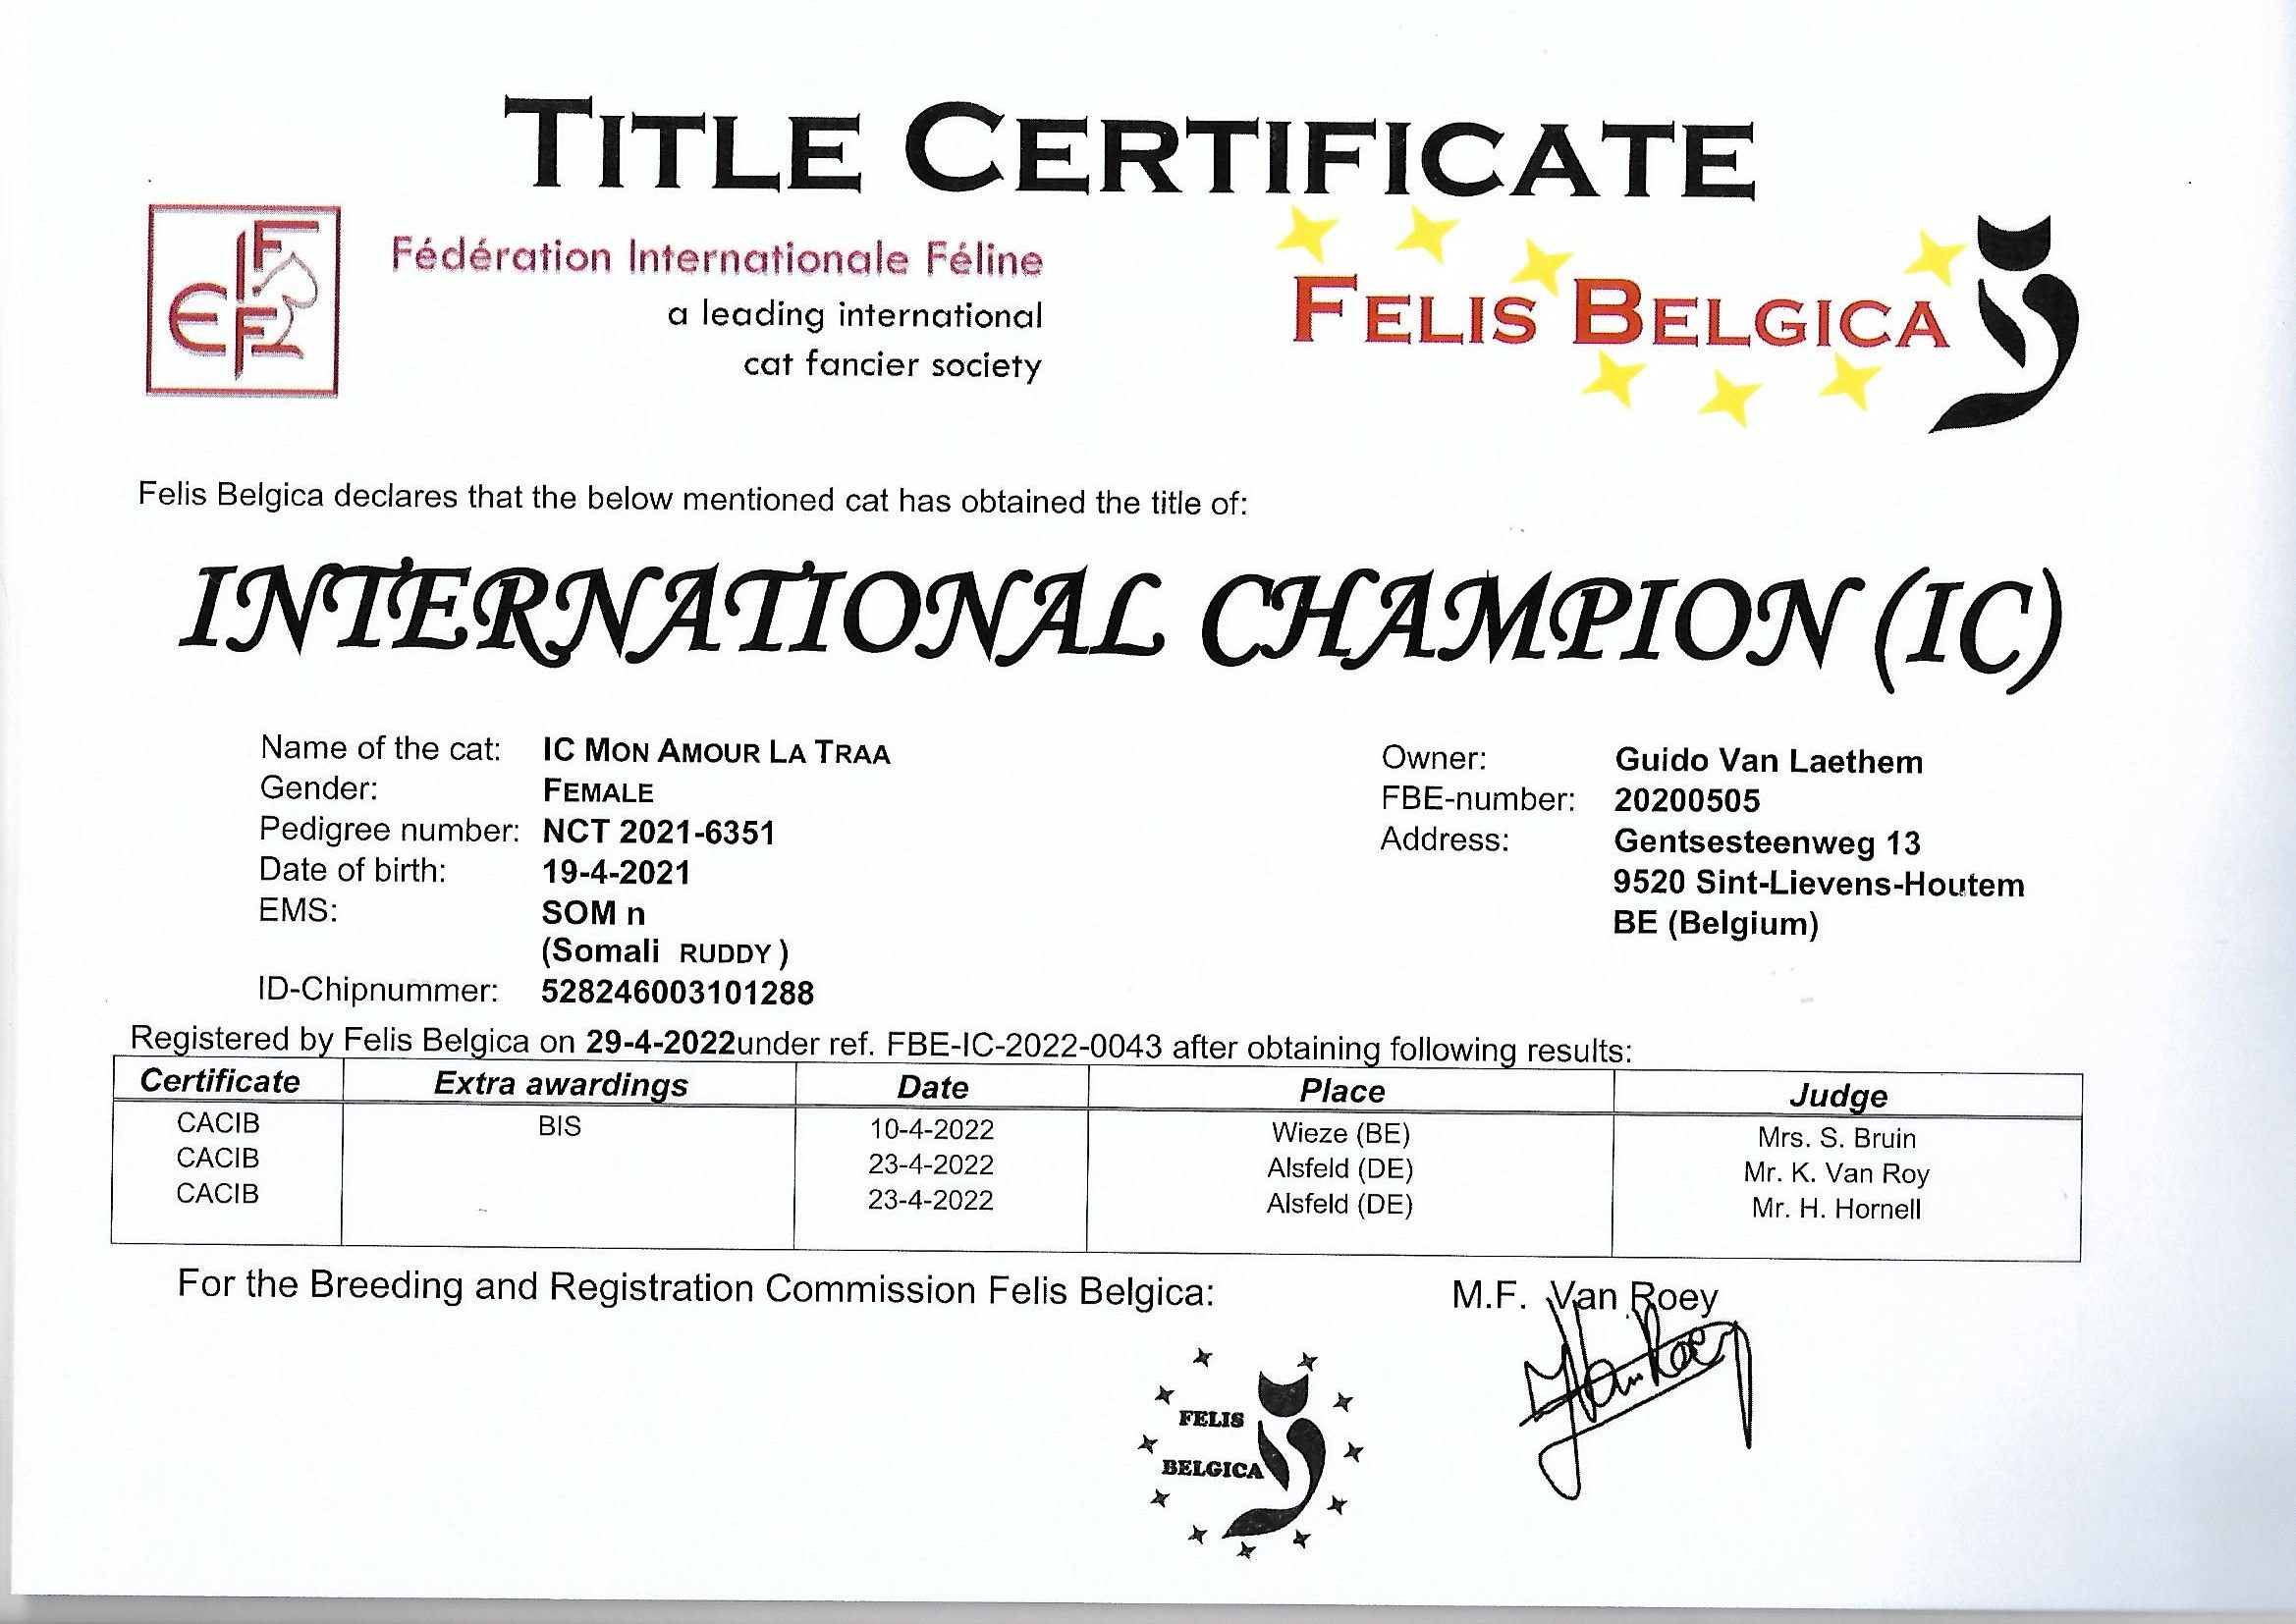 TITLE CERTIFICATE
FIFE
Fédération Internationale Féline
a leading international
cat fancier society
FELIS BELGICA
Felis Belgica declares that the below mentioned cat has obtained the title of:
INTERNATIONAL CHAMPION (IC)
Name of the cat: IC MON AMOUR LA TRAA
Gender: FEMALE
Pedigree number: NCT 2021-6351
Date of birth: 19-4-2021
EMS: SOM n
(Somali RUDDY )
ID-Chipnummer: 528246003101288
Owner: Guido Van Laethem
FBE-number: 20200505
Address: Gentsesteenweg 13
9520 Sint-Lievens-Houtem
BE (Belgium)
Registered by Felis Belgica on 29-4-2022under ref. FBE-IC-2022-0043 after obtaining following results:
Certificate Extra awardings Date Place Judge
CACIB BIS 10-4-2022 Wieze (BE) Mrs. S. Bruin
CACIB 23-4-2022 Alsfeld (DE) Mr. K. Van Roy
CACIB 23-4-2022 Alsfeld (DE) Mr. H. Hornell
For the Breeding and Registration Commission Felis Belgica: M.F. Van Roey
VanRoey
FELIS
BELGICA